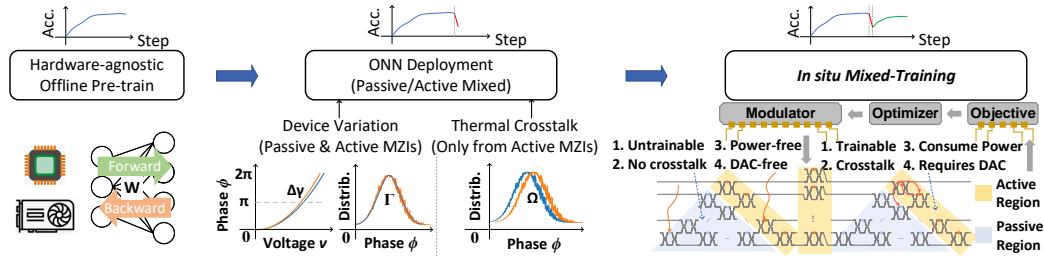 Acc.
Step
Hardware-agnostic
Offline Pre-train
Forward
W
Backward
Acc.
Step
ONN Deployment
(Passive/Active Mixed)
Device Variation
(Passive & Active MZIs)
Thermal Crosstalk
(Only from Active MZIs)
Phase ϕ
2π
π
0
Δγ
Voltage v
Distrib.
Γ
0
Phase ϕ
Distrib.
Ω
0
Phase ϕ
Acc.
Step
In situ Mixed-Training
Modulator
Optimizer
Objective
1. Untrainable
2. No crosstalk
3. Power-free
4. DAC-free
1. Trainable
2. Crosstalk
3. Consume Power
4. Requires DAC
Active
Region
Passive
Region